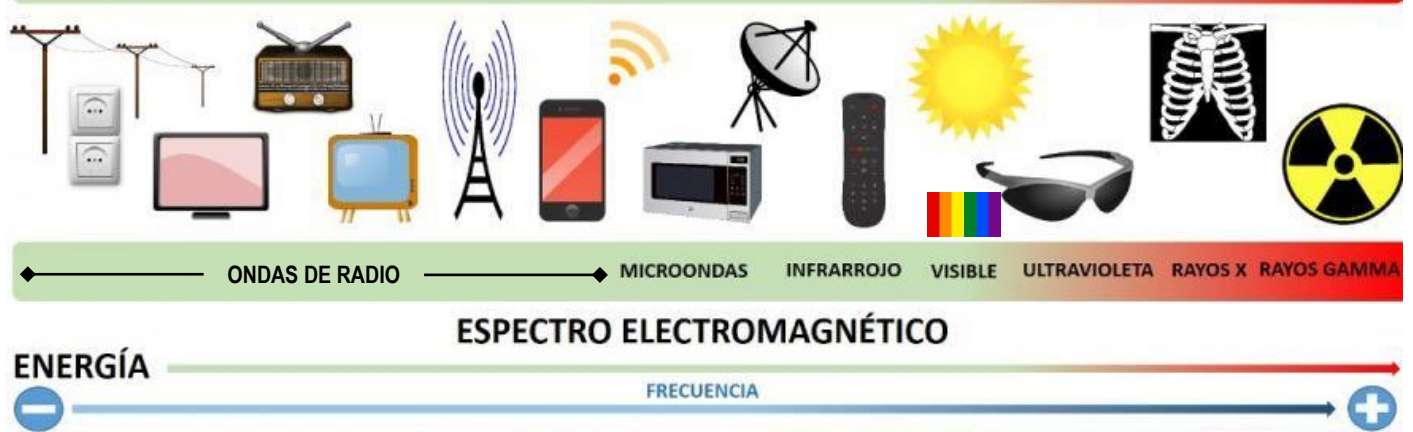 ONDAS DE RADIO MICROONDAS INFRARROJO VISIBLE ULTRAVIOLETA RAYOS X RAYOS GAMMA
ESPECTRO ELECTROMAGNÉTICO
ENERGÍA
FRECUENCIA